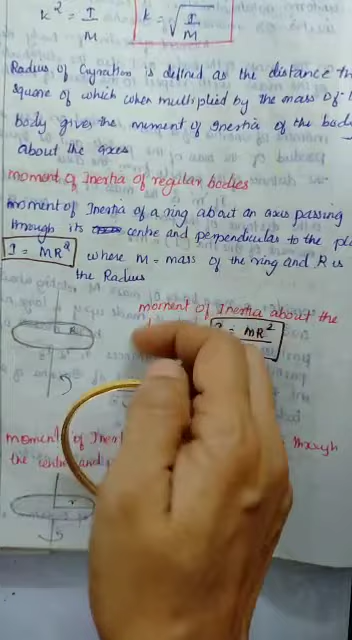 K² = I/M
K = √(I/M)
Radius of Gyration is defined as the distance the
square of which when multiplied by the mass of
body gives the moment of Inertia of the body
about the axes
moment of Inertia of regular bodies
moment of Inertia of a ring about an axis passing
through its centre and perpendicular to the
I = MR² where M = mass of the ring and R is
the Radius
moment of Inertia about the
= MR²
R
moment of through
the centre and
r